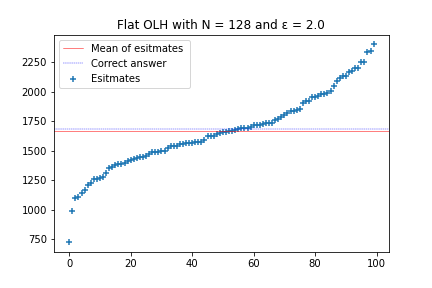 Flat OLH with N = 128 and ε = 2.0
Mean of esitmates
Correct answer
Esitmates
2250
2000
1750
1500
1250
1000
750
0 20 40 60 80 100